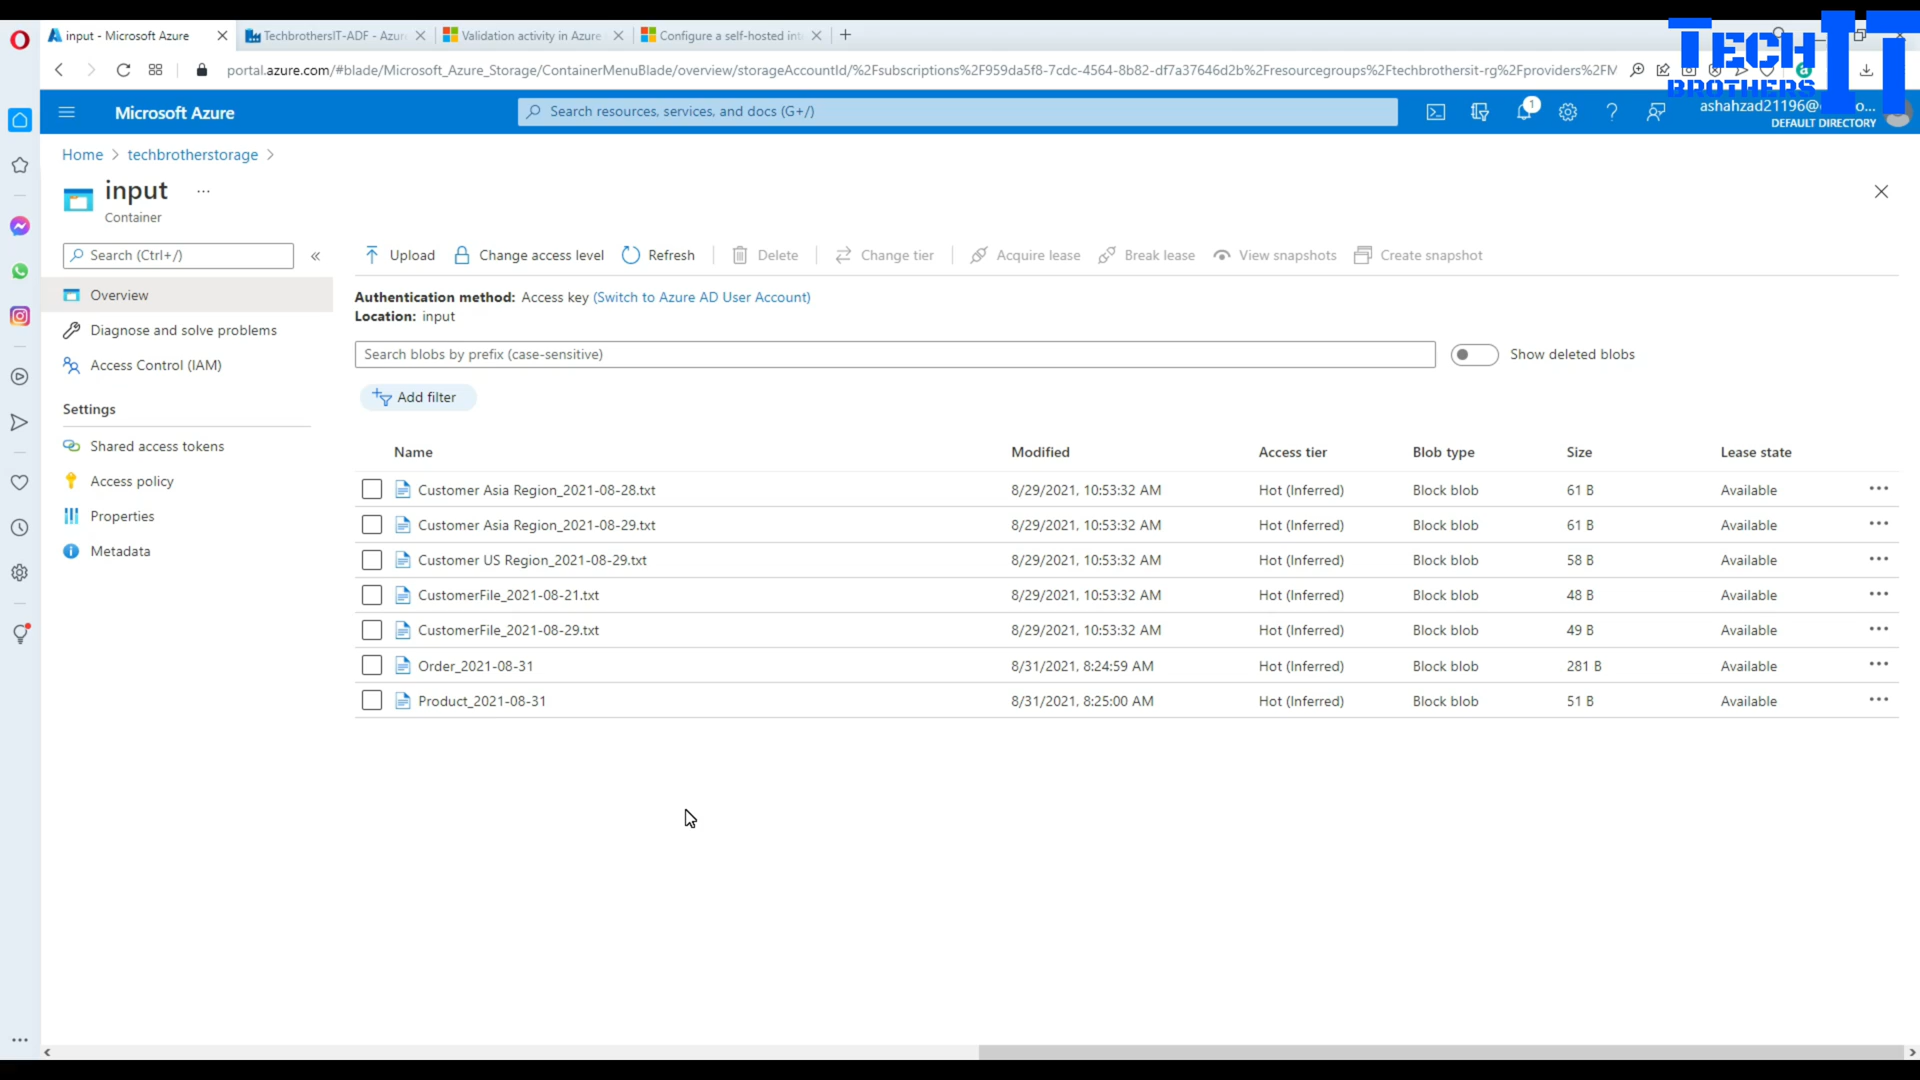 input - Microsoft Azure
TechbrothersIT-ADF - Azur
Validation activity in Azure
Configure a self-hosted int
TECH IT
BROTHERS
portal.azure.com/#blade/Microsoft_Azure_Storage/ContainerMenuBlade/overview/storageAccountId/%2Fsubscriptions%2F959da5f8-7cdc-4564-8b82-df7a37646d2b%2Fresourcegroups%2Ftechbrothersit-rg%2Fproviders%2FM
Microsoft Azure
Search resources, services, and docs (G+/)
1
DEFAULT DIRECTORY
Home > techbrotherstorage >
input ...
Container
Search (Ctrl+/)
«
Upload
Change access level
Refresh
Delete
Change tier
Acquire lease
Break lease
View snapshots
Create snapshot
Overview
Diagnose and solve problems
Access Control (IAM)
Settings
Shared access tokens
Access policy
Properties
Metadata
Authentication method: Access key (Switch to Azure AD User Account)
Location: input
Search blobs by prefix (case-sensitive)
Show deleted blobs
Add filter
Name Modified Access tier Blob type Size Lease state
Customer Asia Region_2021-08-28.txt 8/29/2021, 10:53:32 AM Hot (Inferred) Block blob 61 B Available
Customer Asia Region_2021-08-29.txt 8/29/2021, 10:53:32 AM Hot (Inferred) Block blob 61 B Available
Customer US Region_2021-08-29.txt 8/29/2021, 10:53:32 AM Hot (Inferred) Block blob 58 B Available
CustomerFile_2021-08-21.txt 8/29/2021, 10:53:32 AM Hot (Inferred) Block blob 48 B Available
CustomerFile_2021-08-29.txt 8/29/2021, 10:53:32 AM Hot (Inferred) Block blob 49 B Available
Order_2021-08-31 8/31/2021, 8:24:59 AM Hot (Inferred) Block blob 281 B Available
Product_2021-08-31 8/31/2021, 8:25:00 AM Hot (Inferred) Block blob 51 B Available